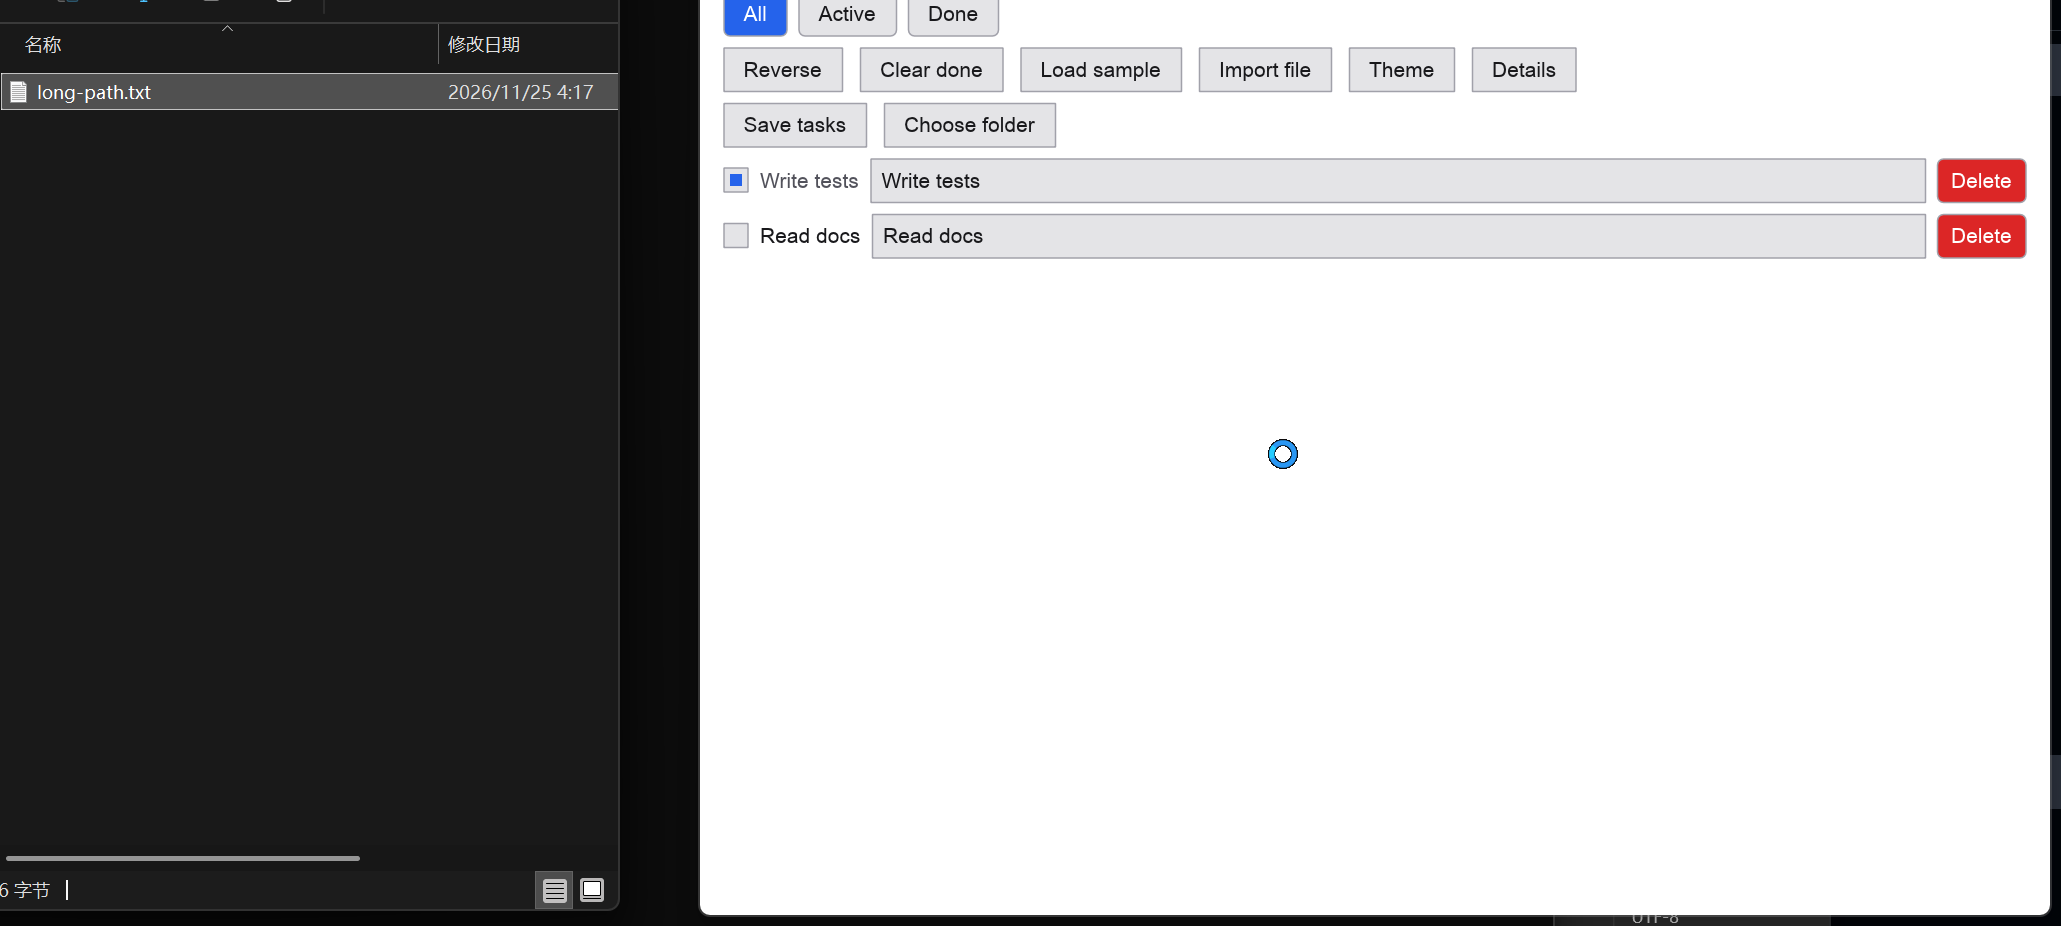 名称 修改日期
long-path.txt 2026/11/25 4:17
6 字节
All Active Done
Reverse Clear done Load sample Import file Theme Details
Save tasks Choose folder
Write tests Write tests Delete
Read docs Read docs Delete
UTF-8